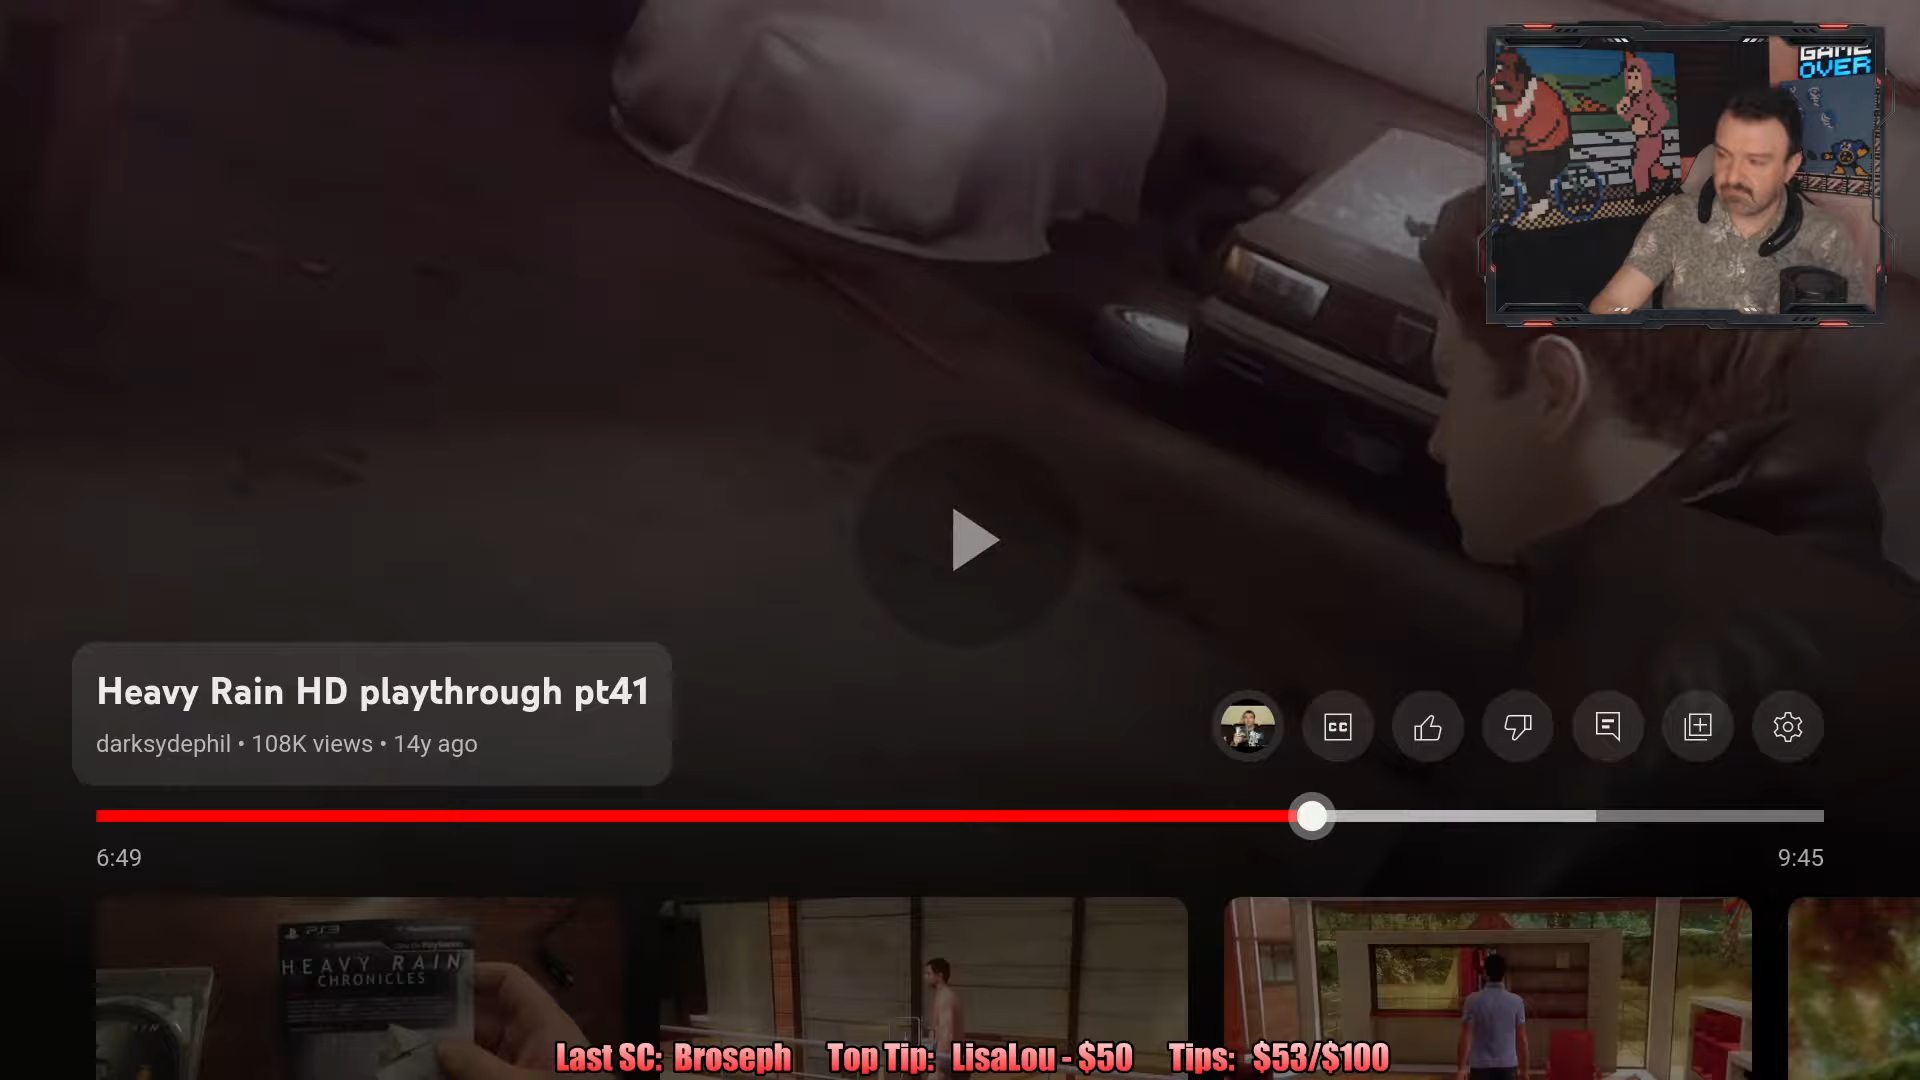 GAME
OVER
Heavy Rain HD playthrough pt41
darksydephil • 108K views • 14y ago
CC
6:49
9:45
PS3
HEAVY RAIN
CHRONICLES
Last SC: Broseph Top Tip: LisaLou - $50 Tips: $53/$100